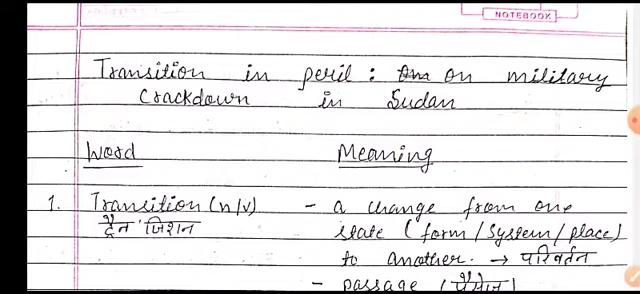 NOTEBOOK
Transition in peril : on military
Crackdown in Sudan
Word Meaning
1. Transition (n/v) - a change from one
ट्रैन्'ज़िशन state (form/system/place)
to another. → परिवर्तन
- passage (पैसेज)